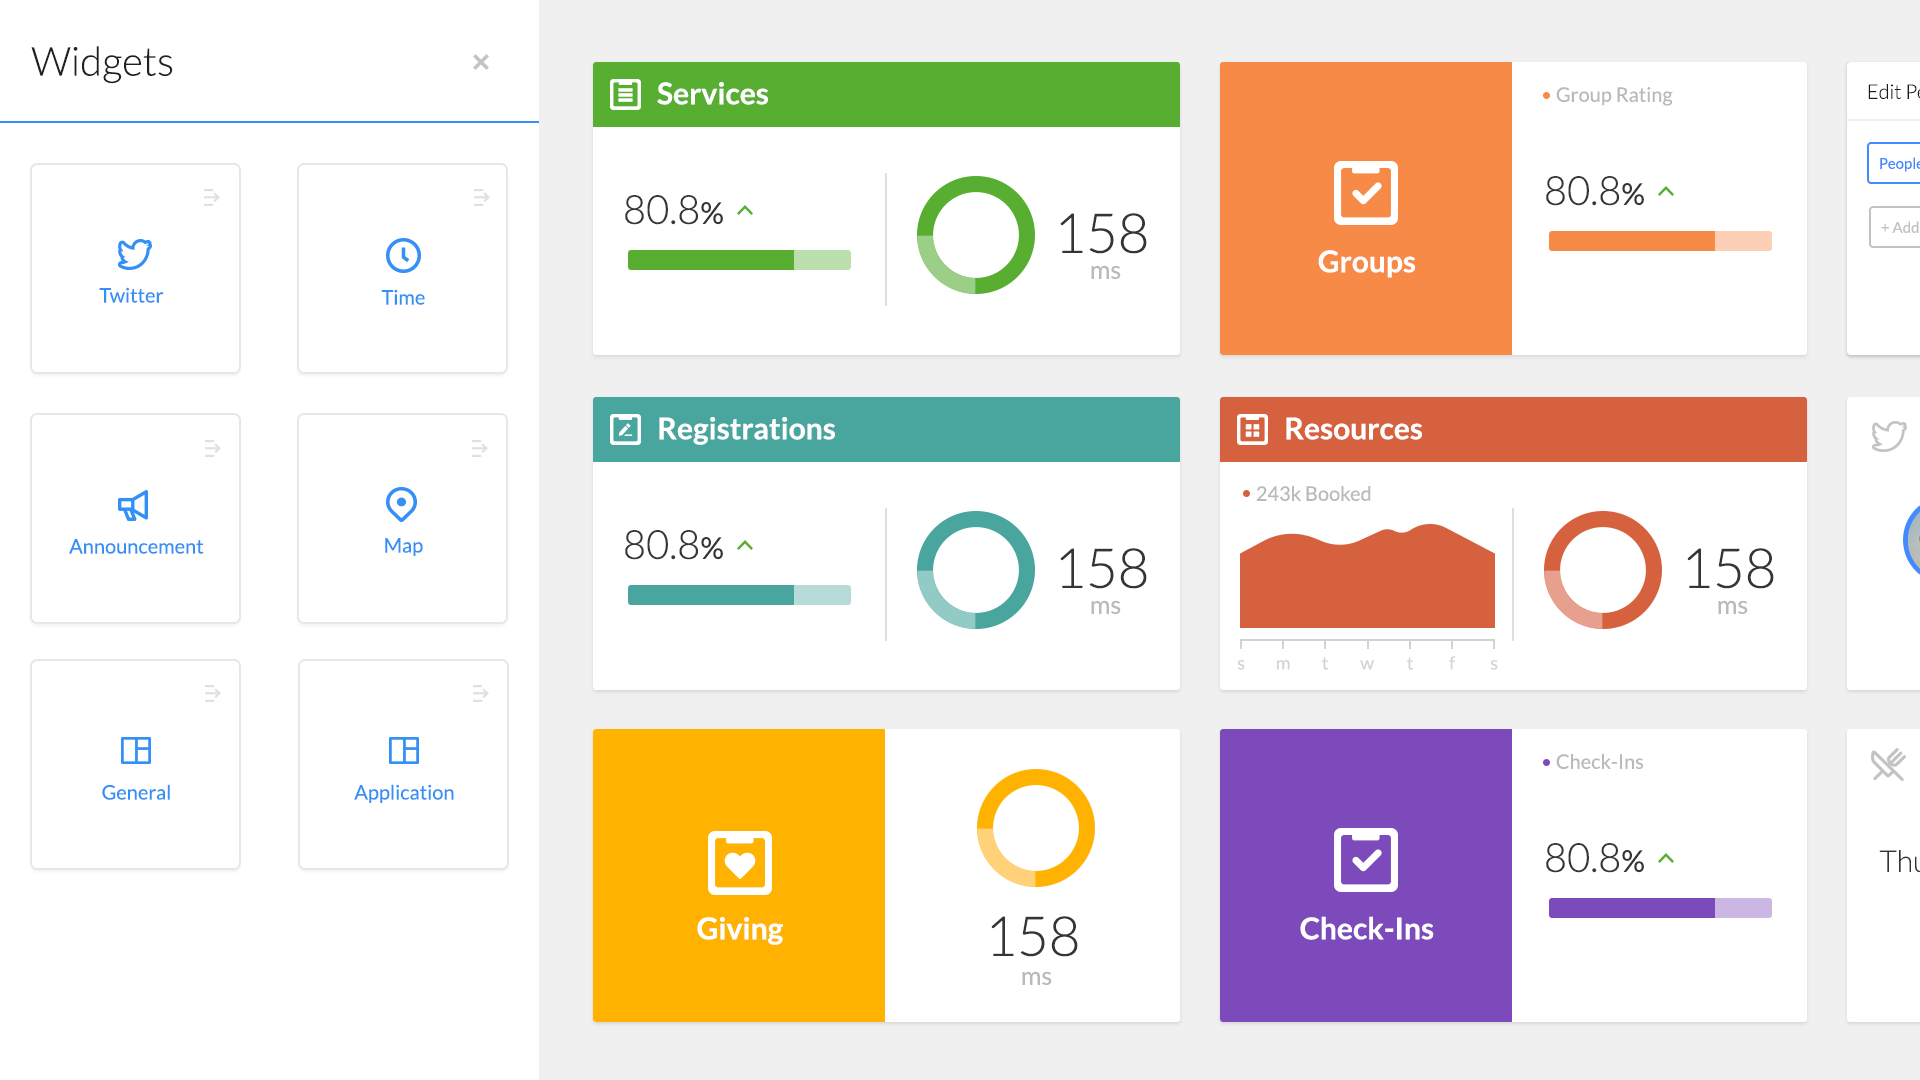 Widgets
Twitter
Time
Announcement
Map
General
Application
Services
80.8%
158
ms
Groups
Group Rating
80.8%
Edit Pe
People
+ Add
Registrations
80.8%
158
ms
Resources
243k Booked
s m t w t f s
158
ms
Giving
158
ms
Check-Ins
Check-Ins
80.8%
Thu